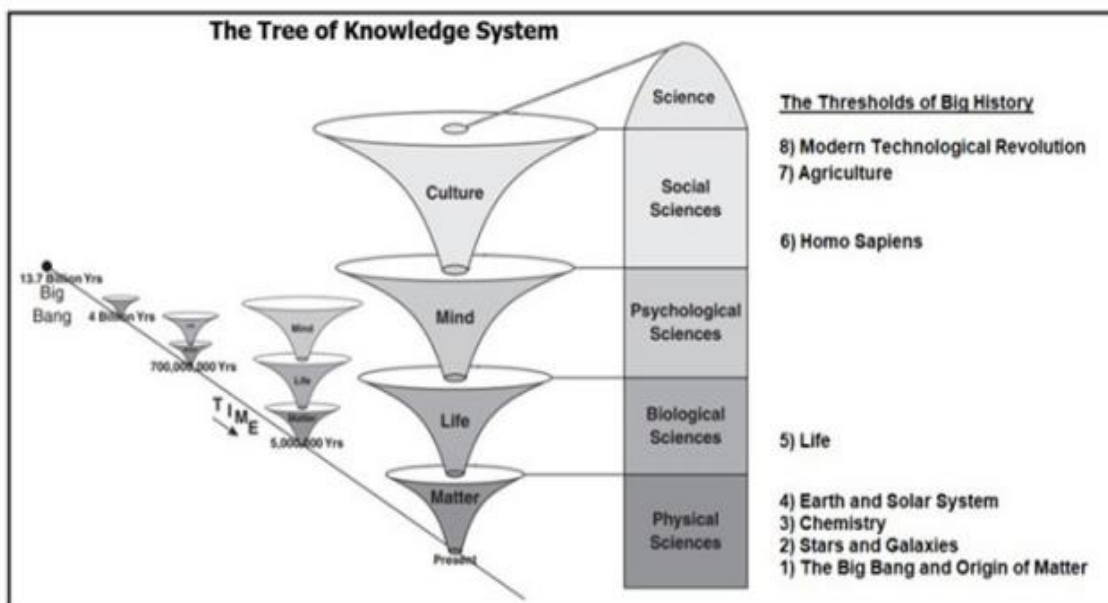 The Tree of Knowledge System
Science
The Thresholds of Big History
8) Modern Technological Revolution
7) Agriculture
Culture
Social
Sciences
6) Homo Sapiens
13.7 Billion Yrs
Big
Bang
4 Billion Yrs
700,000,000 Yrs
Mind
Life
Matter
5,000,000 Yrs
TIME
Mind
Psychological
Sciences
Life
Biological
Sciences
5) Life
Matter
Physical
Sciences
Present
4) Earth and Solar System
3) Chemistry
2) Stars and Galaxies
1) The Big Bang and Origin of Matter